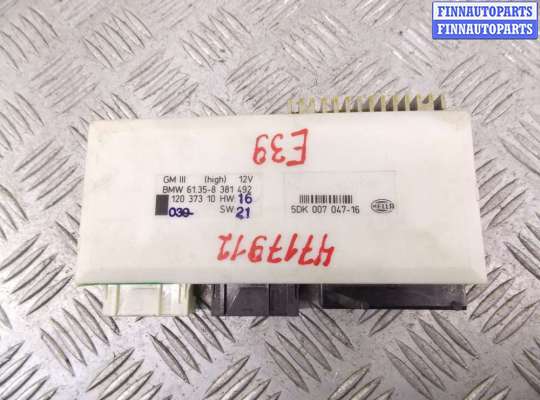 FINNAUTOPARTS
FINNAUTOPARTS
E39
GM III (high) 12V
BMW 61.35-8 381 492
120 373 10 HW: 16
039- SW: 21
5DK 007 047-16
HELLA
4717912